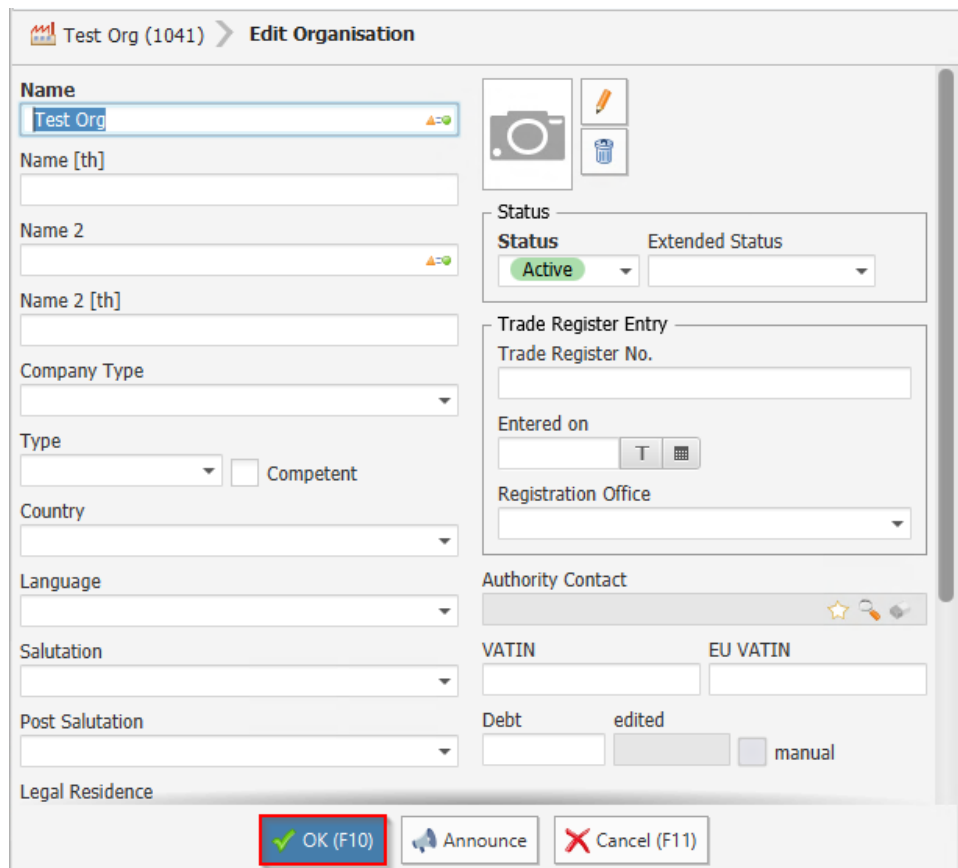 Test Org (1041) Edit Organisation
Name
Test Org
Name [th]
Name 2
Name 2 [th]
Company Type
Type
Competent
Country
Language
Salutation
Post Salutation
Legal Residence
Status
Status Extended Status
Active
Trade Register Entry
Trade Register No.
Entered on
T
Registration Office
Authority Contact
VATIN EU VATIN
Debt edited
manual
OK (F10) Announce Cancel (F11)